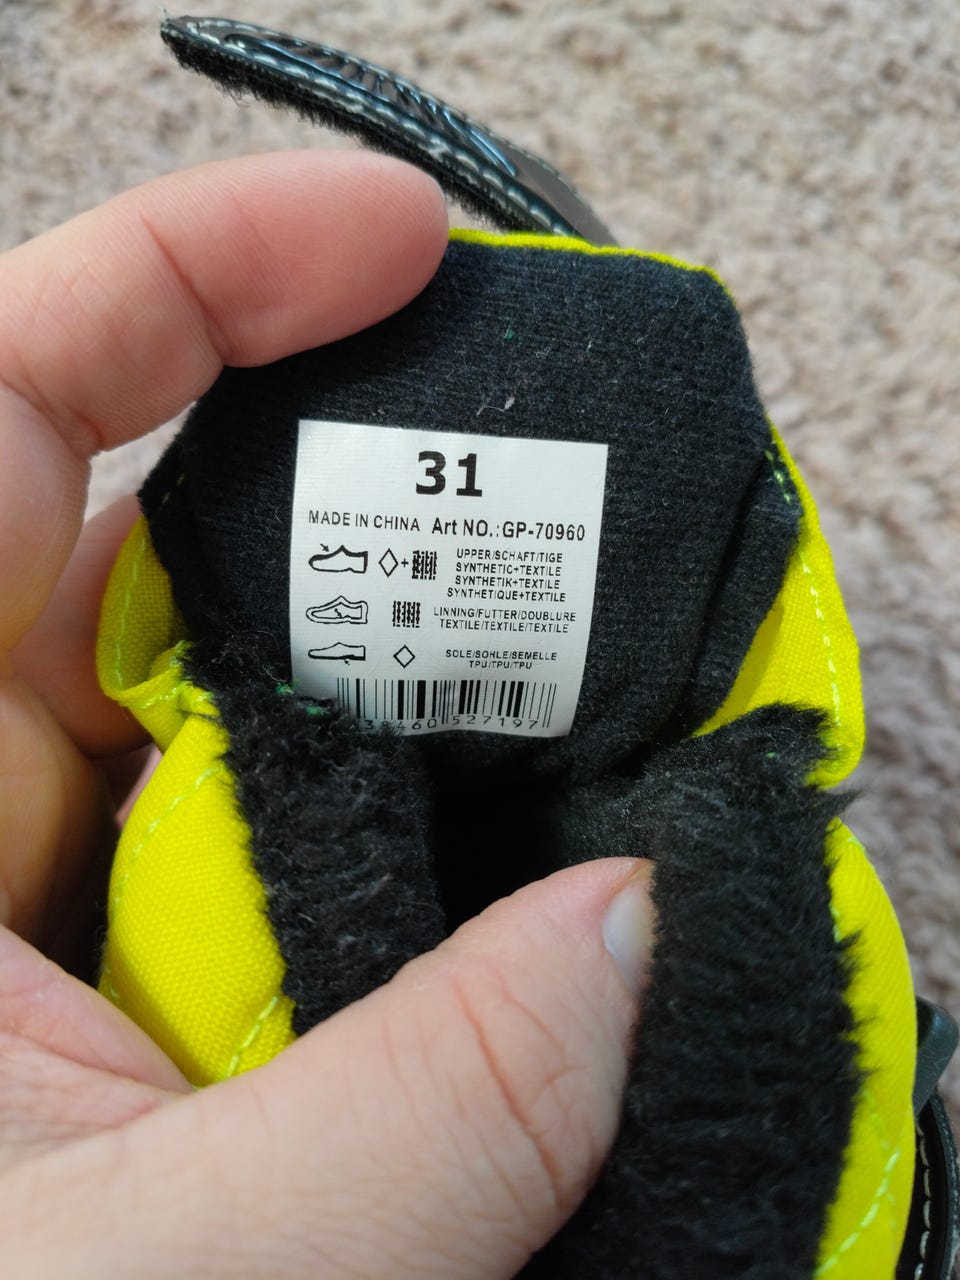 31
MADE IN CHINA Art NO.:GP-70960
UPPER/SCHAFT/TIGE
SYNTHETIC+TEXTILE
SYNTHETIK+TEXTILE
SYNTHETIQUE+TEXTILE
LINNING/FUTTER/DOUBLURE
TEXTILE/TEXTILE/TEXTILE
SOLE/SOHLE/SEMELLE
TPU/TPU/TPU
527197